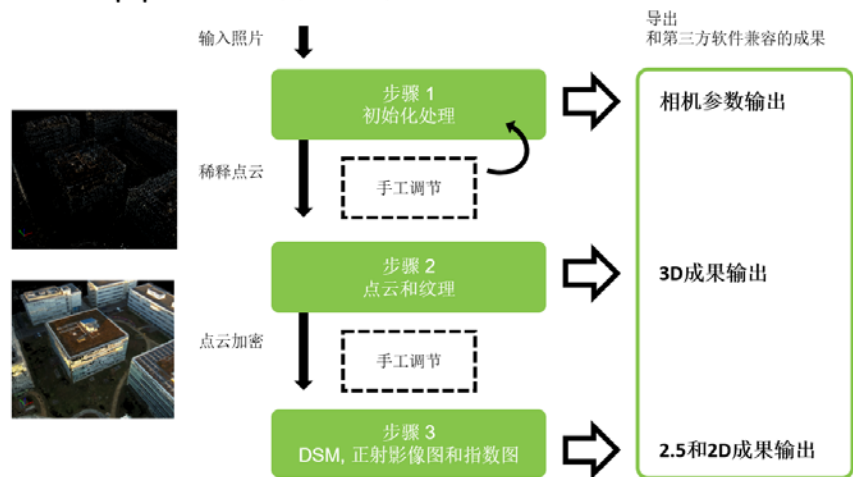 输入照片
导出
和第三方软件兼容的成果
步骤 1
初始化处理
相机参数输出
稀释点云
手工调节
步骤 2
点云和纹理
3D成果输出
点云加密
手工调节
步骤 3
DSM, 正射影像图和指数图
2.5和2D成果输出